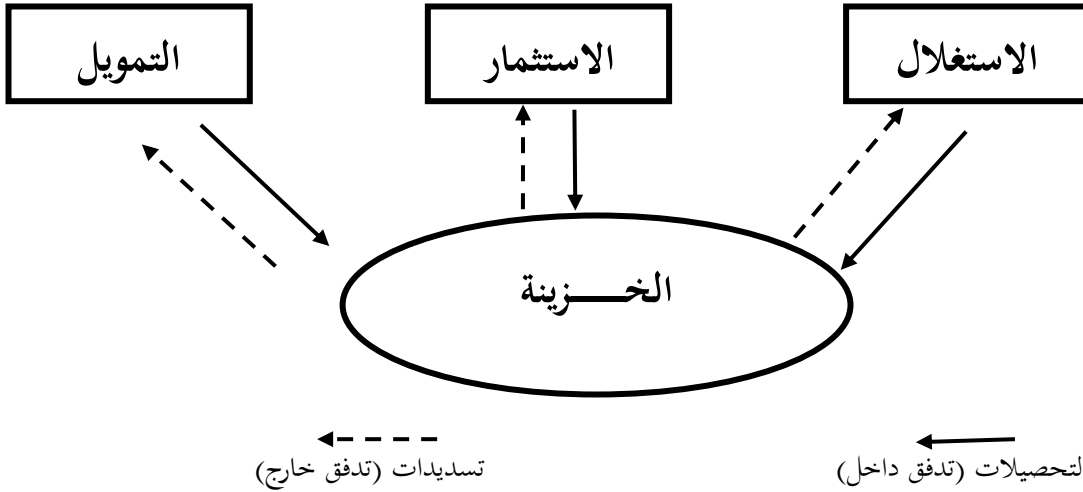 الاستغلال
الاستثمار
التمويل
الخـــزينة
لتحصيلات (تدفق داخل)
تسديدات (تدفق خارج)